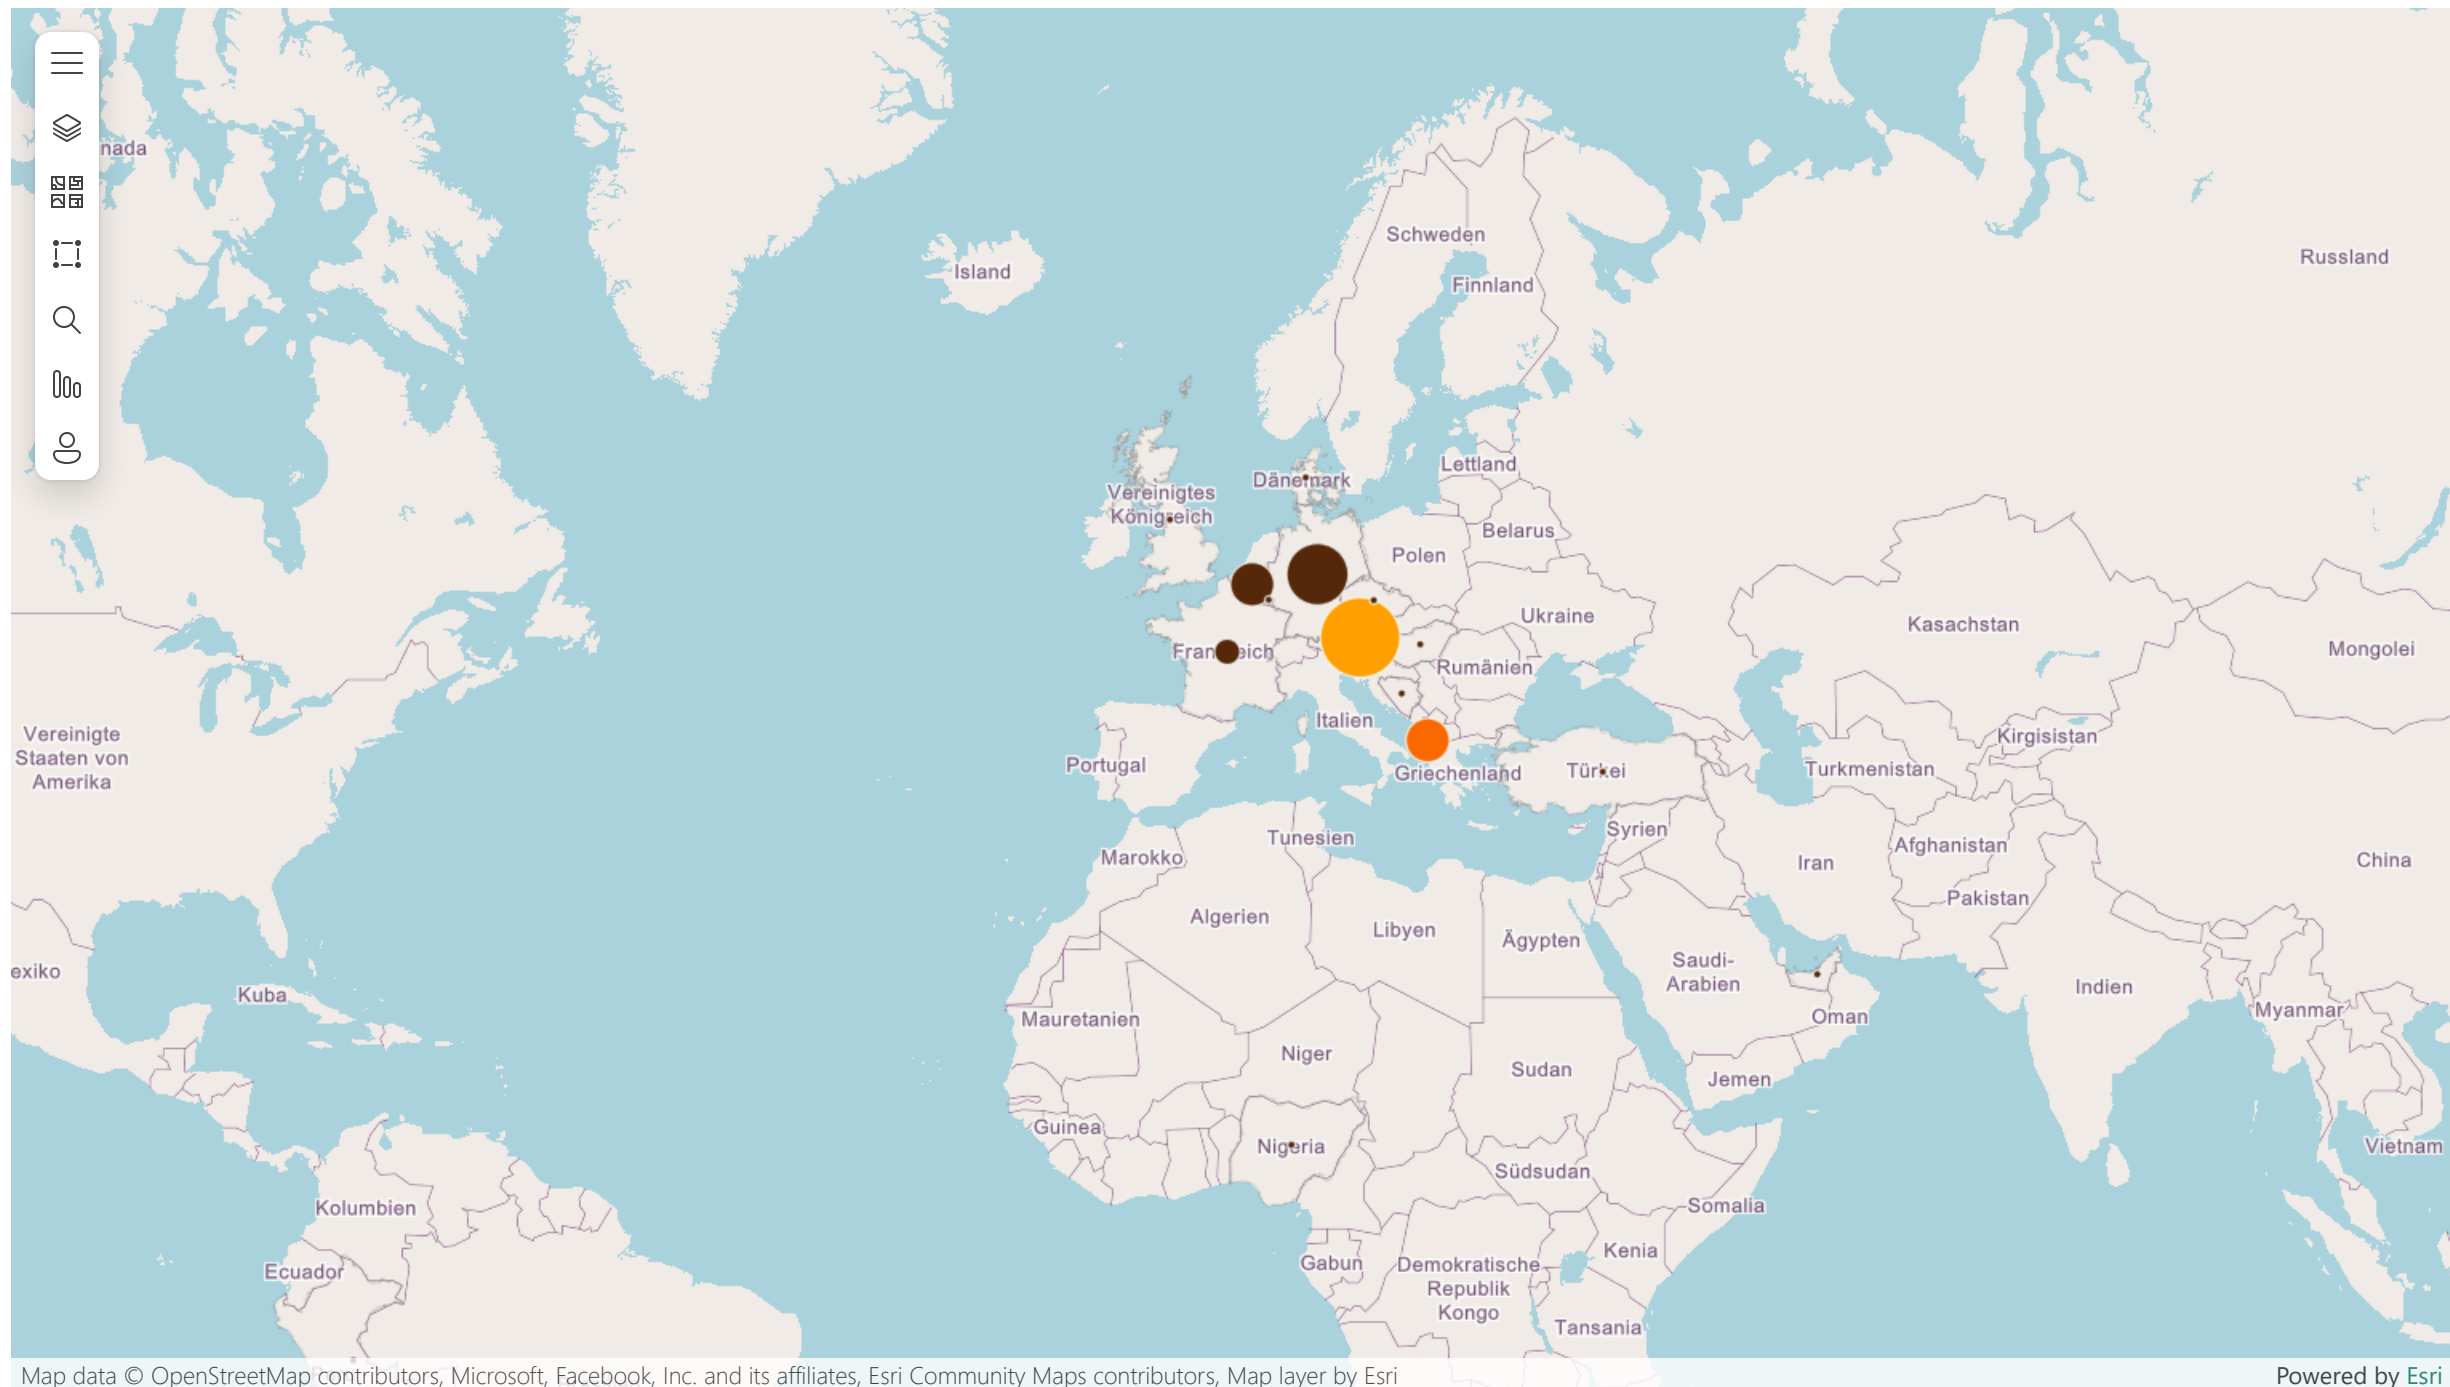 nada
Schweden
Russland
Island
Finnland
Lettland
Dänemark
Vereinigtes
Königreich
Belarus
Polen
Ukraine
Kasachstan
Mongolei
Rumänien
Italien
Vereinigte
Staaten von
Amerika
Kirgisistan
Portugal
Griechenland
Türkei
Turkmenistan
Syrien
Tunesien
Afghanistan
Marokko
Iran
China
Pakistan
Algerien
Libyen
Ägypten
Saudi-
Arabien
exiko
Indien
Kuba
Myanmar
Mauretanien
Oman
Niger
Sudan
Jemen
Guinea
Nigeria
Vietnam
Südsudan
Kolumbien
Somalia
Kenia
Ecuador
Gabun
Demokratische
Republik
Kongo
Tansania
Map data © OpenStreetMap contributors, Microsoft, Facebook, Inc. and its affiliates, Esri Community Maps contributors, Map layer by Esri
Powered by Esri